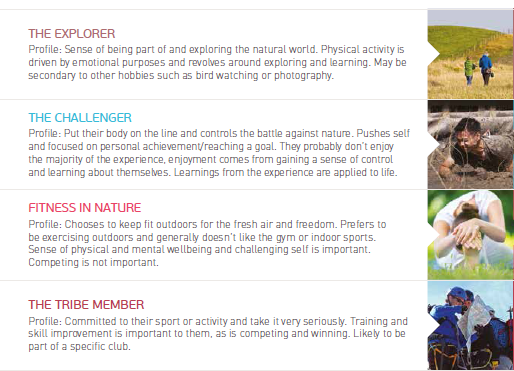 THE EXPLORER
Profile: Sense of being part of and exploring the natural world. Physical activity is
driven by emotional purposes and revolves around exploring and learning. May be
secondary to other hobbies such as bird watching or photography.
THE CHALLENGER
Profile: Put their body on the line and controls the battle against nature. Pushes self
and focused on personal achievement/reaching a goal. They probably don't enjoy
the majority of the experience, enjoyment comes from gaining a sense of control
and learning about themselves. Learnings from the experience are applied to life.
FITNESS IN NATURE
Profile: Chooses to keep fit outdoors for the fresh air and freedom. Prefers to
be exercising outdoors and generally doesn't like the gym or indoor sports.
Sense of physical and mental wellbeing and challenging self is important.
Competing is not important.
THE TRIBE MEMBER
Profile: Committed to their sport or activity and take it very seriously. Training and
skill improvement is important to them, as is competing and winning. Likely to be
part of a specific club.